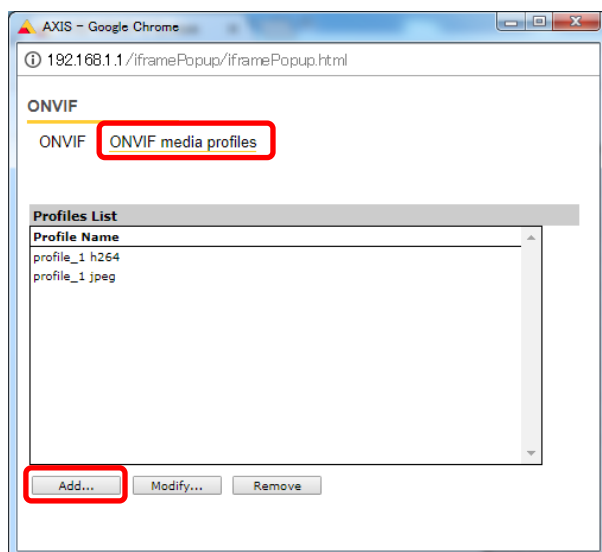 AXIS - Google Chrome
192.168.1.1/iframePopup/iframePopup.html
ONVIF
ONVIF ONVIF media profiles
Profiles List
Profile Name
profile_1 h264
profile_1 jpeg
Add... Modify... Remove